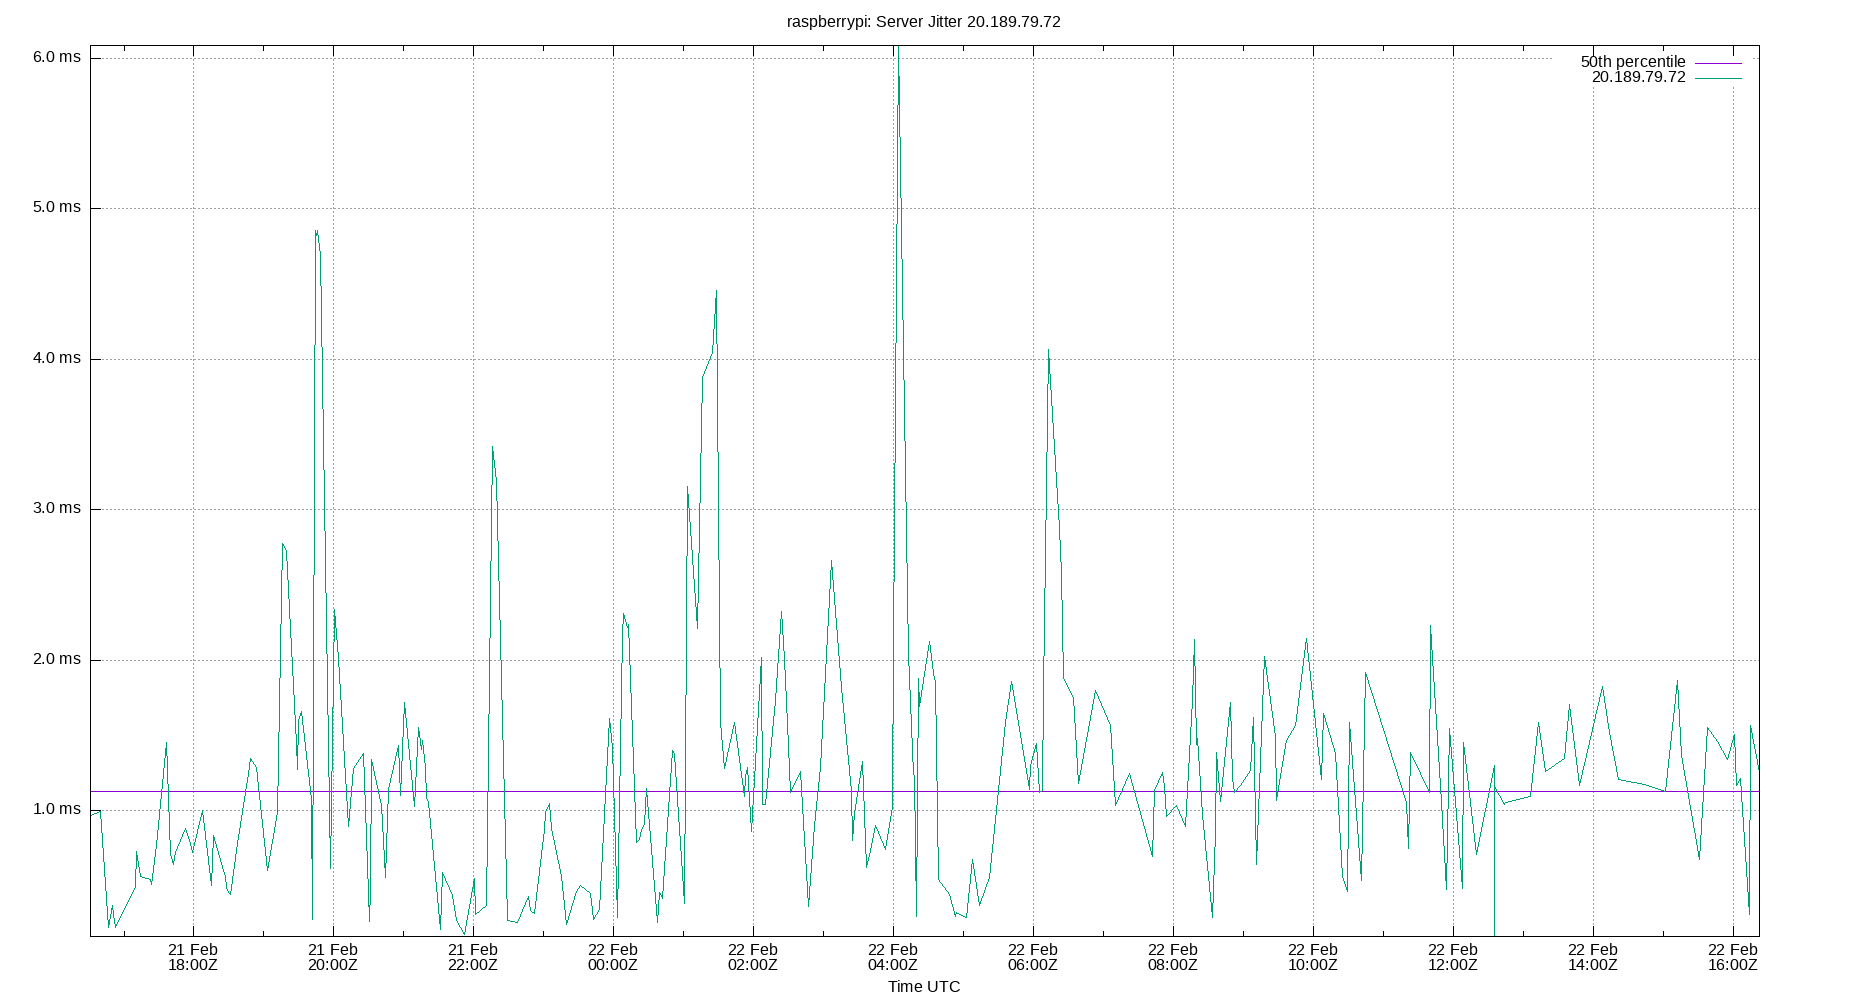 raspberrypi: Server Jitter 20.189.79.72
6.0 ms
5.0 ms
4.0 ms
3.0 ms
2.0 ms
1.0 ms
50th percentile
20.189.79.72
21 Feb
18:00Z
21 Feb
20:00Z
21 Feb
22:00Z
22 Feb
00:00Z
22 Feb
02:00Z
22 Feb
04:00Z
22 Feb
06:00Z
22 Feb
08:00Z
22 Feb
10:00Z
22 Feb
12:00Z
22 Feb
14:00Z
22 Feb
16:00Z
Time UTC